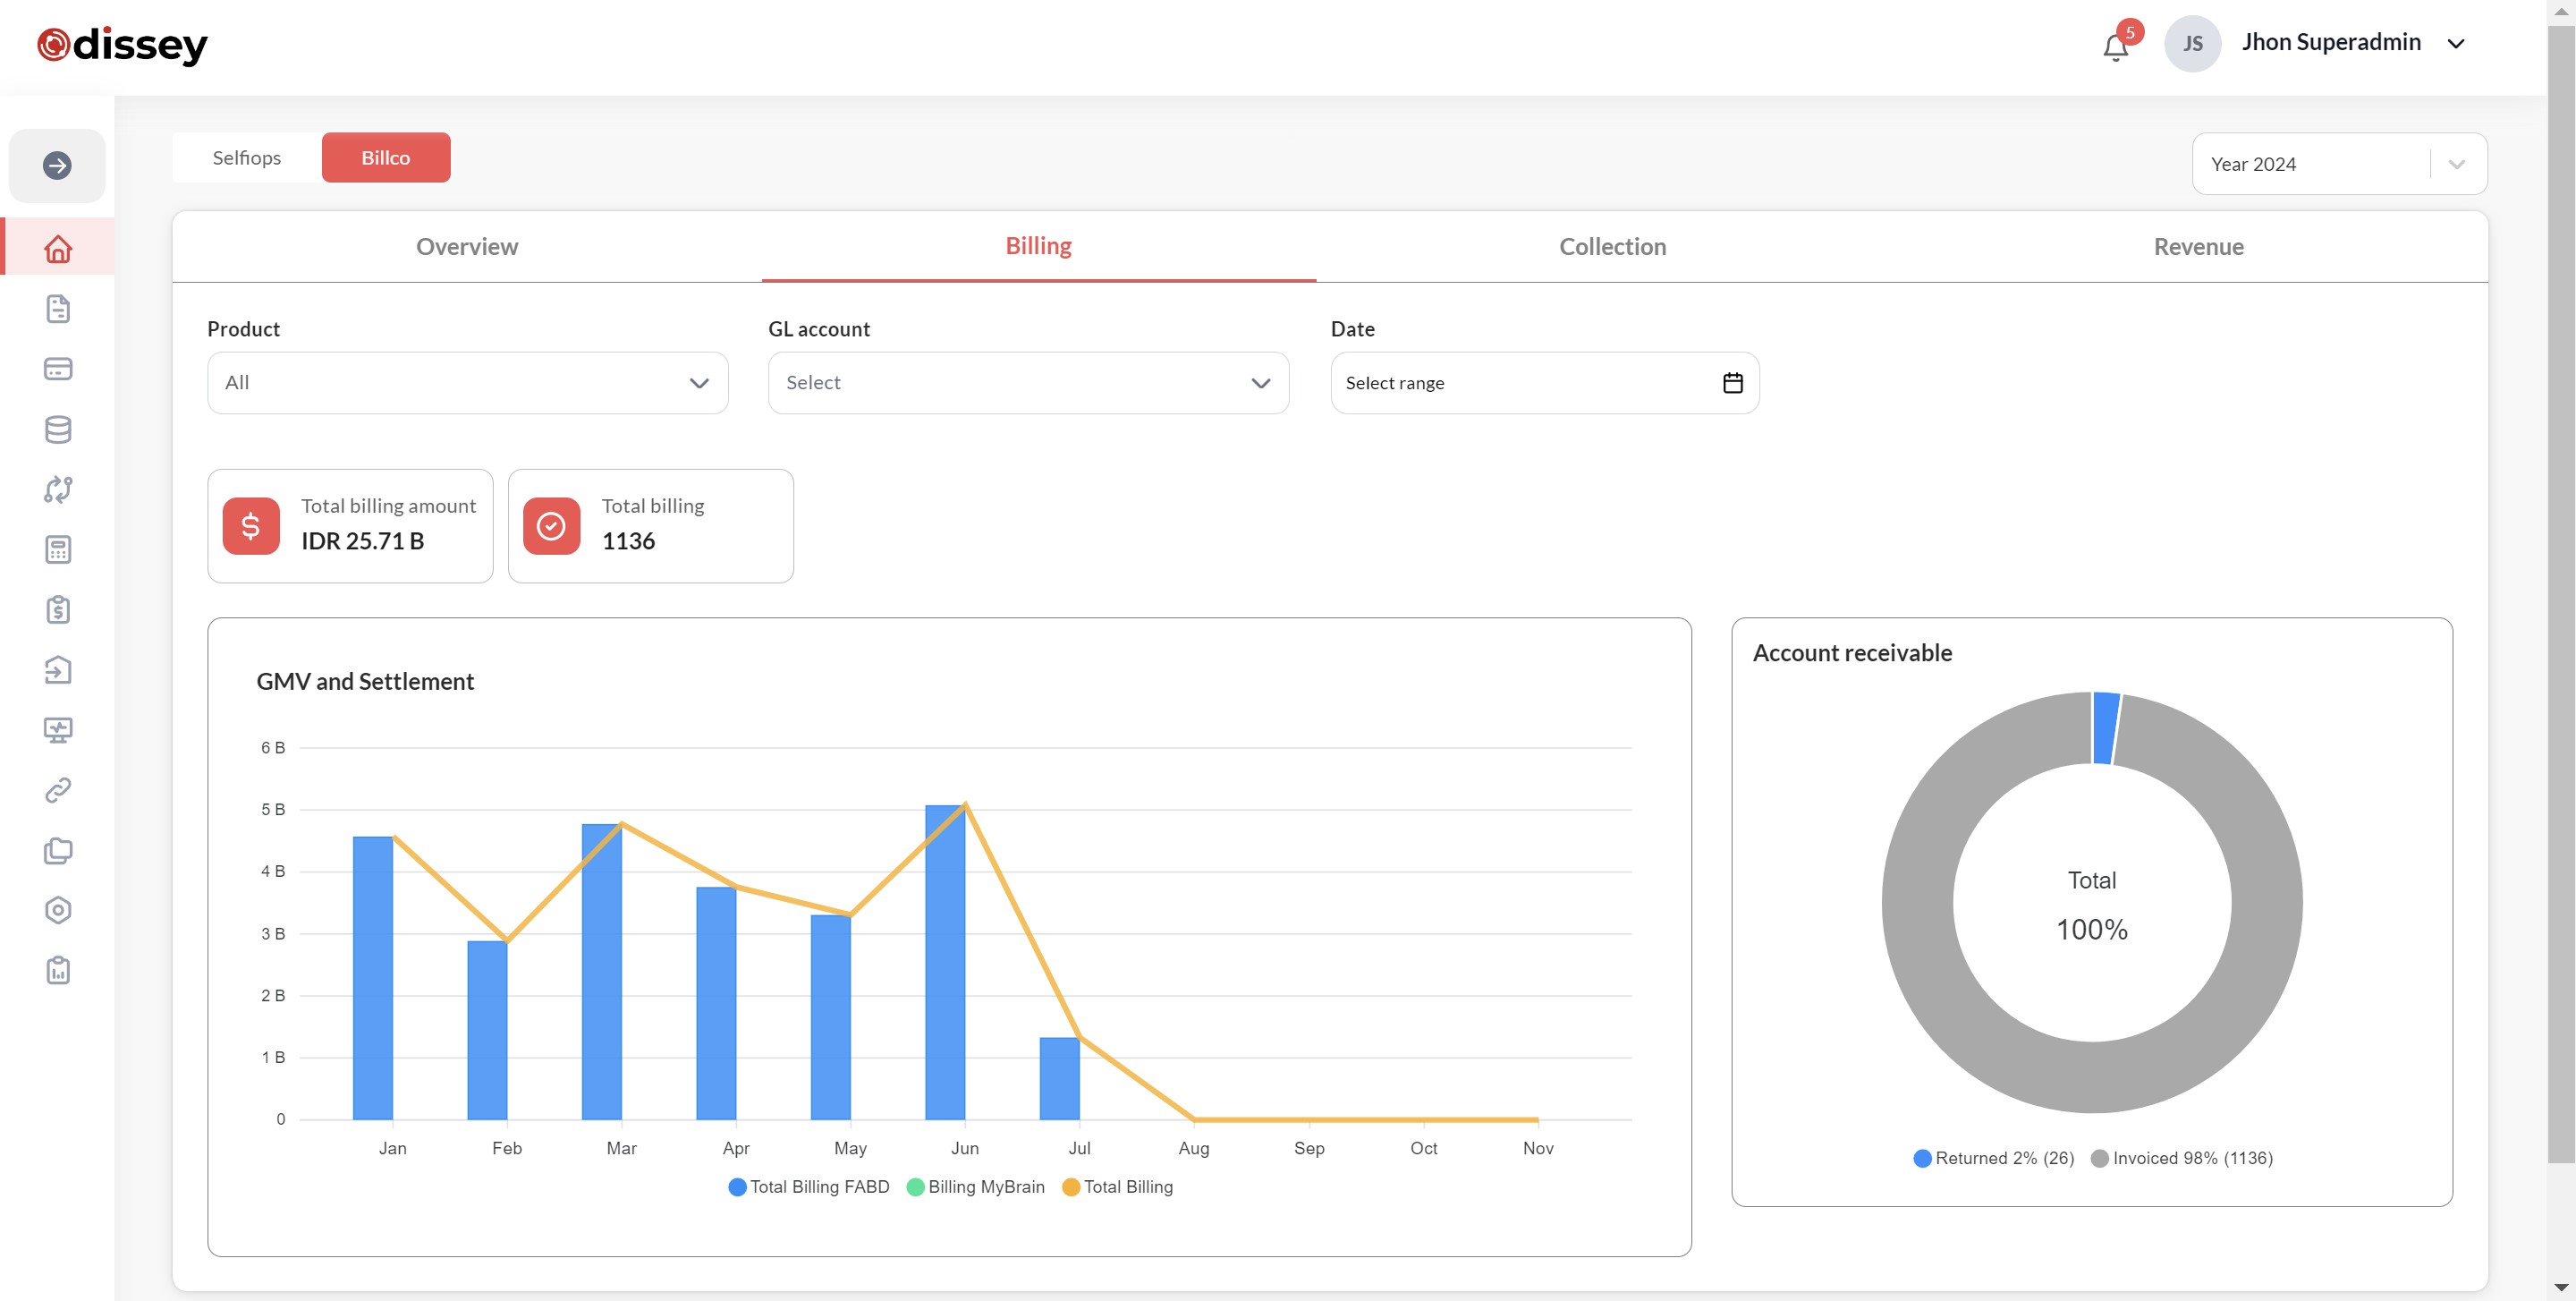 Odissey
5
JS
Jhon Superadmin
Selfiops
Billco
Year 2024
Overview
Billing
Collection
Revenue
Product
GL account
Date
All
Select
Select range
Total billing amount
IDR 25.71 B
Total billing
1136
GMV and Settlement
6 B
5 B
4 B
3 B
2 B
1 B
0
Jan Feb Mar Apr May Jun Jul Aug Sep Oct Nov
Total Billing FABD Billing MyBrain Total Billing
Account receivable
Total
100%
Returned 2% (26) Invoiced 98% (1136)